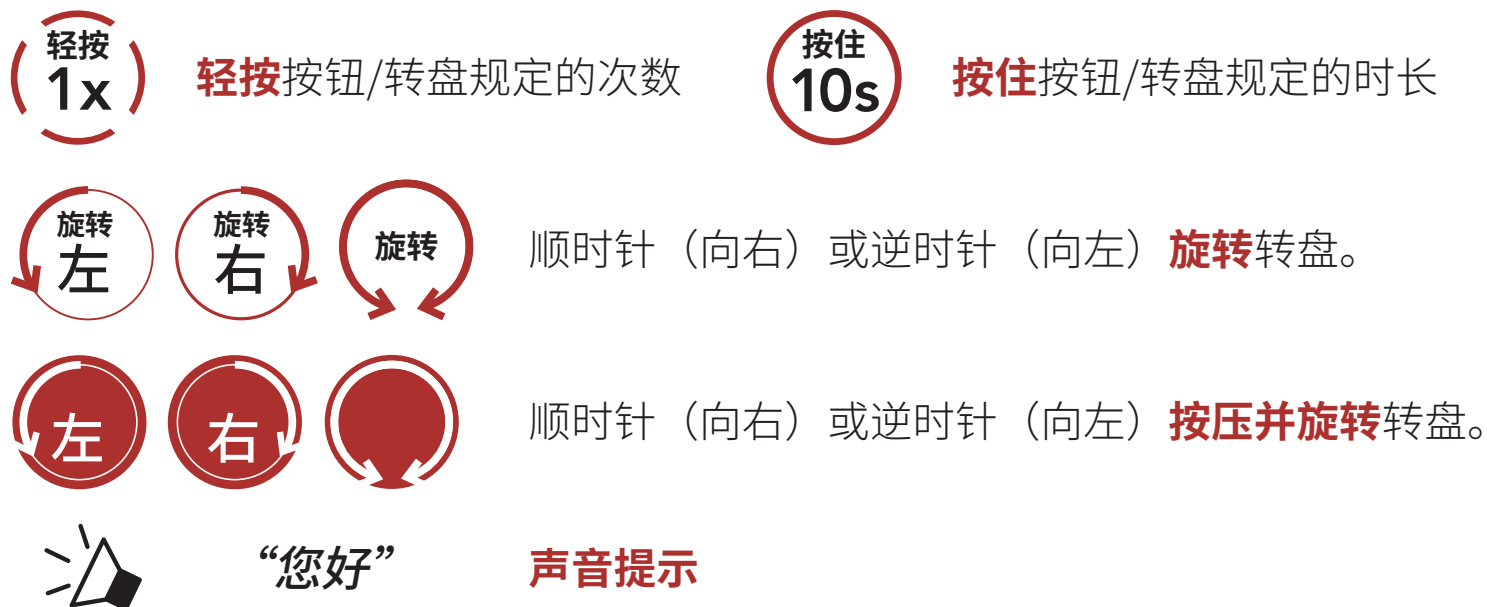 轻按
1x
轻按按钮/转盘规定的次数
按住
10s
按住按钮/转盘规定的时长
旋转
左
旋转
右
旋转
顺时针（向右）或逆时针（向左）旋转转盘。
左
右
顺时针（向右）或逆时针（向左）按压并旋转转盘。
“您好”
声音提示